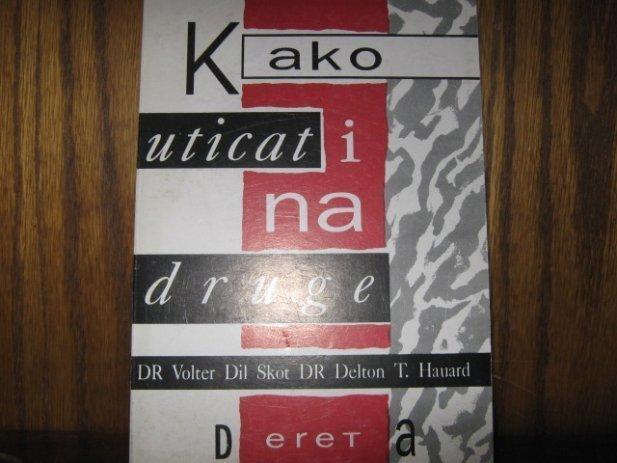 Kako
uticati
na
druge
DR Volter Dil Skot DR Delton T. Hauard
Dereta